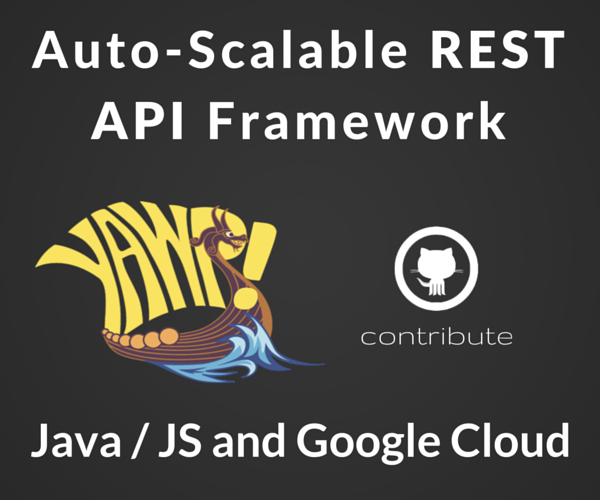 Auto-Scalable REST
API Framework
YAWP!
contribute
Java / JS and Google Cloud